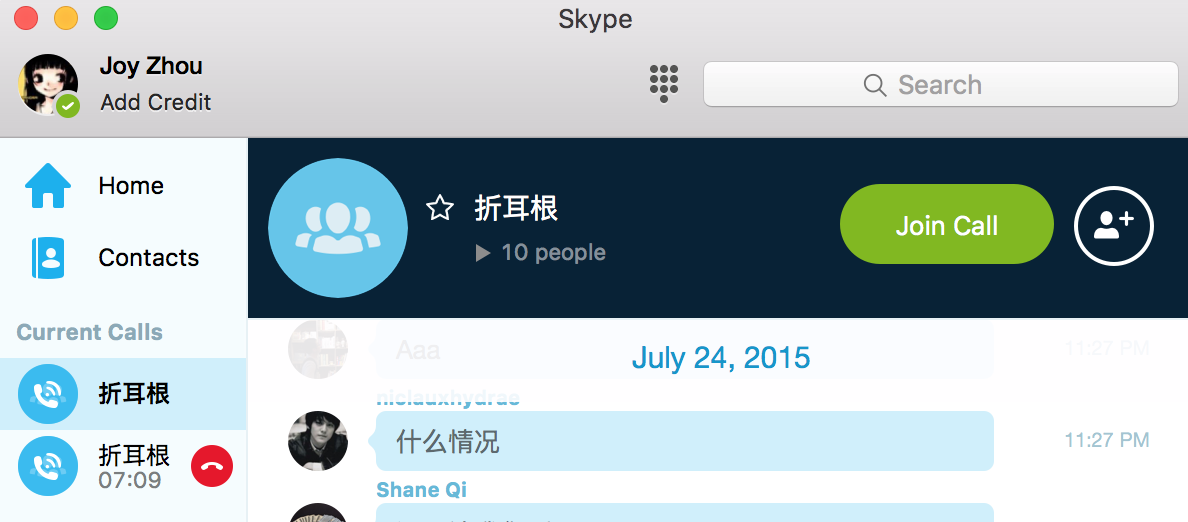 Skype
Joy Zhou
Add Credit
Search
Home
Contacts
Current Calls
折耳根
折耳根
07:09
折耳根
10 people
Join Call
Aaa
11:27 PM
July 24, 2015
niclauxhydrae
什么情况
11:27 PM
Shane Qi